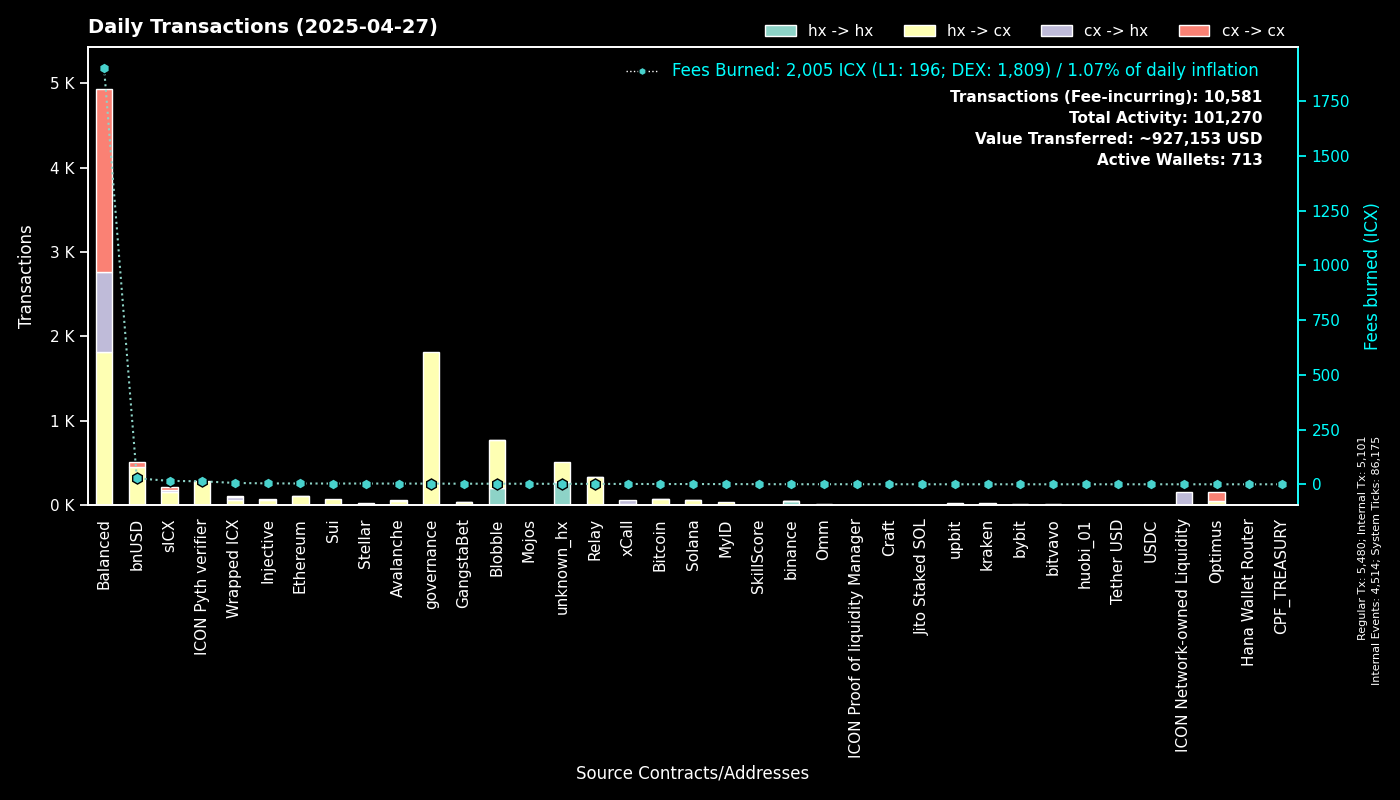 Daily Transactions (2025-04-27)
hx -> hx
hx -> cx
cx -> hx
cx -> cx
Fees Burned: 2,005 ICX (L1: 196; DEX: 1,809) / 1.07% of daily inflation
Transactions (Fee-incurring): 10,581
Total Activity: 101,270
Value Transferred: ~927,153 USD
Active Wallets: 713
Transactions
5 K
4 K
3 K
2 K
1 K
0 K
1750
1500
1250
1000
750
500
250
0
Fees burned (ICX)
Balanced
bnUSD
sICX
ICON Pyth verifier
Wrapped ICX
Injective
Ethereum
Sui
Stellar
Avalanche
governance
GangstaBet
Blobble
Mojos
unknown_hx
Relay
xCall
Bitcoin
Solana
MyID
SkillScore
binance
Omm
ICON Proof of liquidity Manager
Craft
Jito Staked SOL
upbit
kraken
bybit
bitvavo
huobi_01
Tether USD
USDC
ICON Network-owned Liquidity
Optimus
Hana Wallet Router
CPF_TREASURY
Source Contracts/Addresses
Regular Tx: 5,480; Internal Tx: 5,101
Internal Events: 4,514; System Ticks: 86,175